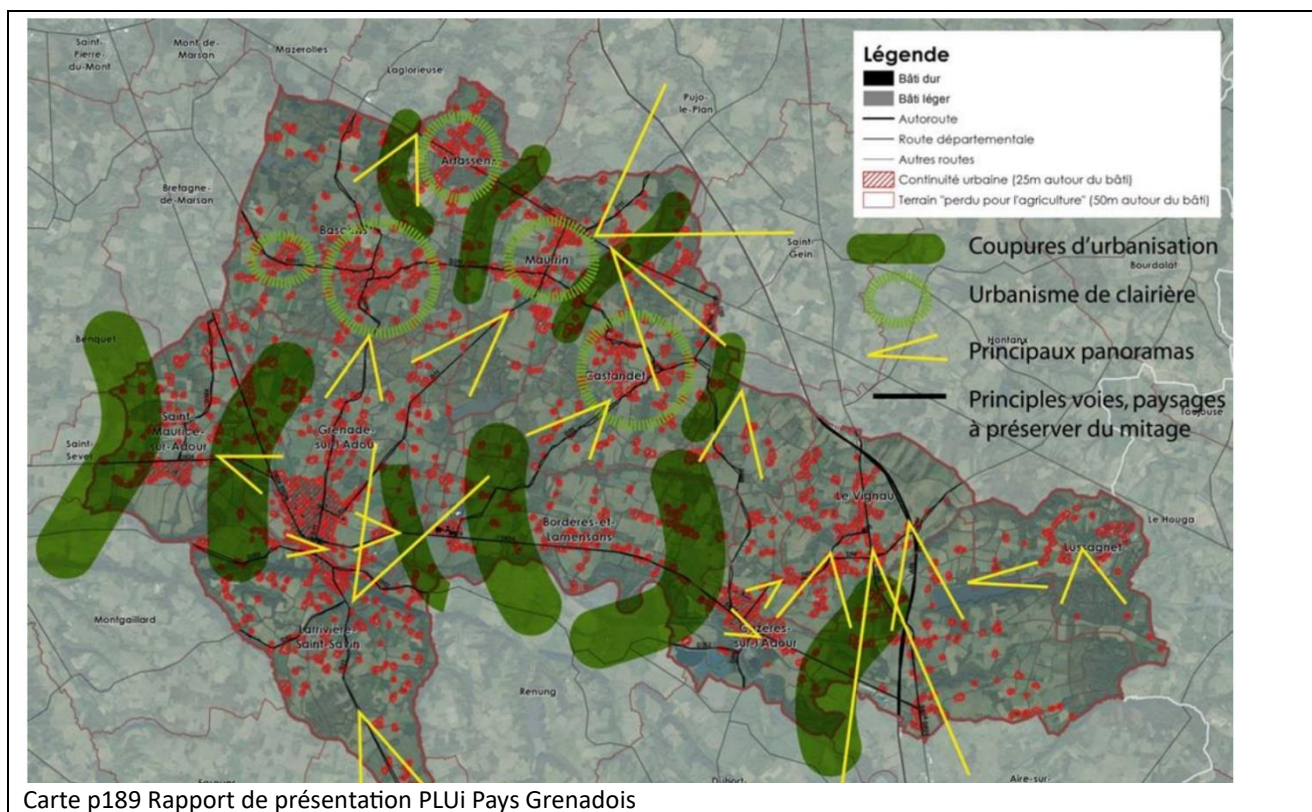 Saint-
Pierre-
du-Mont
Mont-de-
Marsan
Mazerolles
Laglorieuse
Pujo-
le-Plan
Bretagne-
de-Marsan
Artassenx
Bascons
Maurin
Saint-
Gein
Bourdalat
Hontanx
Toujouse
Castandet
Benquet
Saint-
Maurice-
sur-Adour
Saint-
Sever
Grenade-
sur-l'Adour
Bordères-et-
Lamensans
Le Vignau
Le Houga
Lussagnet
Montgaillard
Larrivière-
Saint-Savin
Cazères-
sur-l'Adour
Renung
Duhort-
Aire-sur-
Légende
Bâti dur
Bâti léger
Autoroute
Route départementale
Autres routes
Continuité urbaine (25m autour du bâti)
Terrain "perdu pour l'agriculture" (50m autour du bâti)
Coupures d'urbanisation
Urbanisme de clairière
Principaux panoramas
Principles voies, paysages
à préserver du mitage
Carte p189 Rapport de présentation PLUi Pays Grenadois